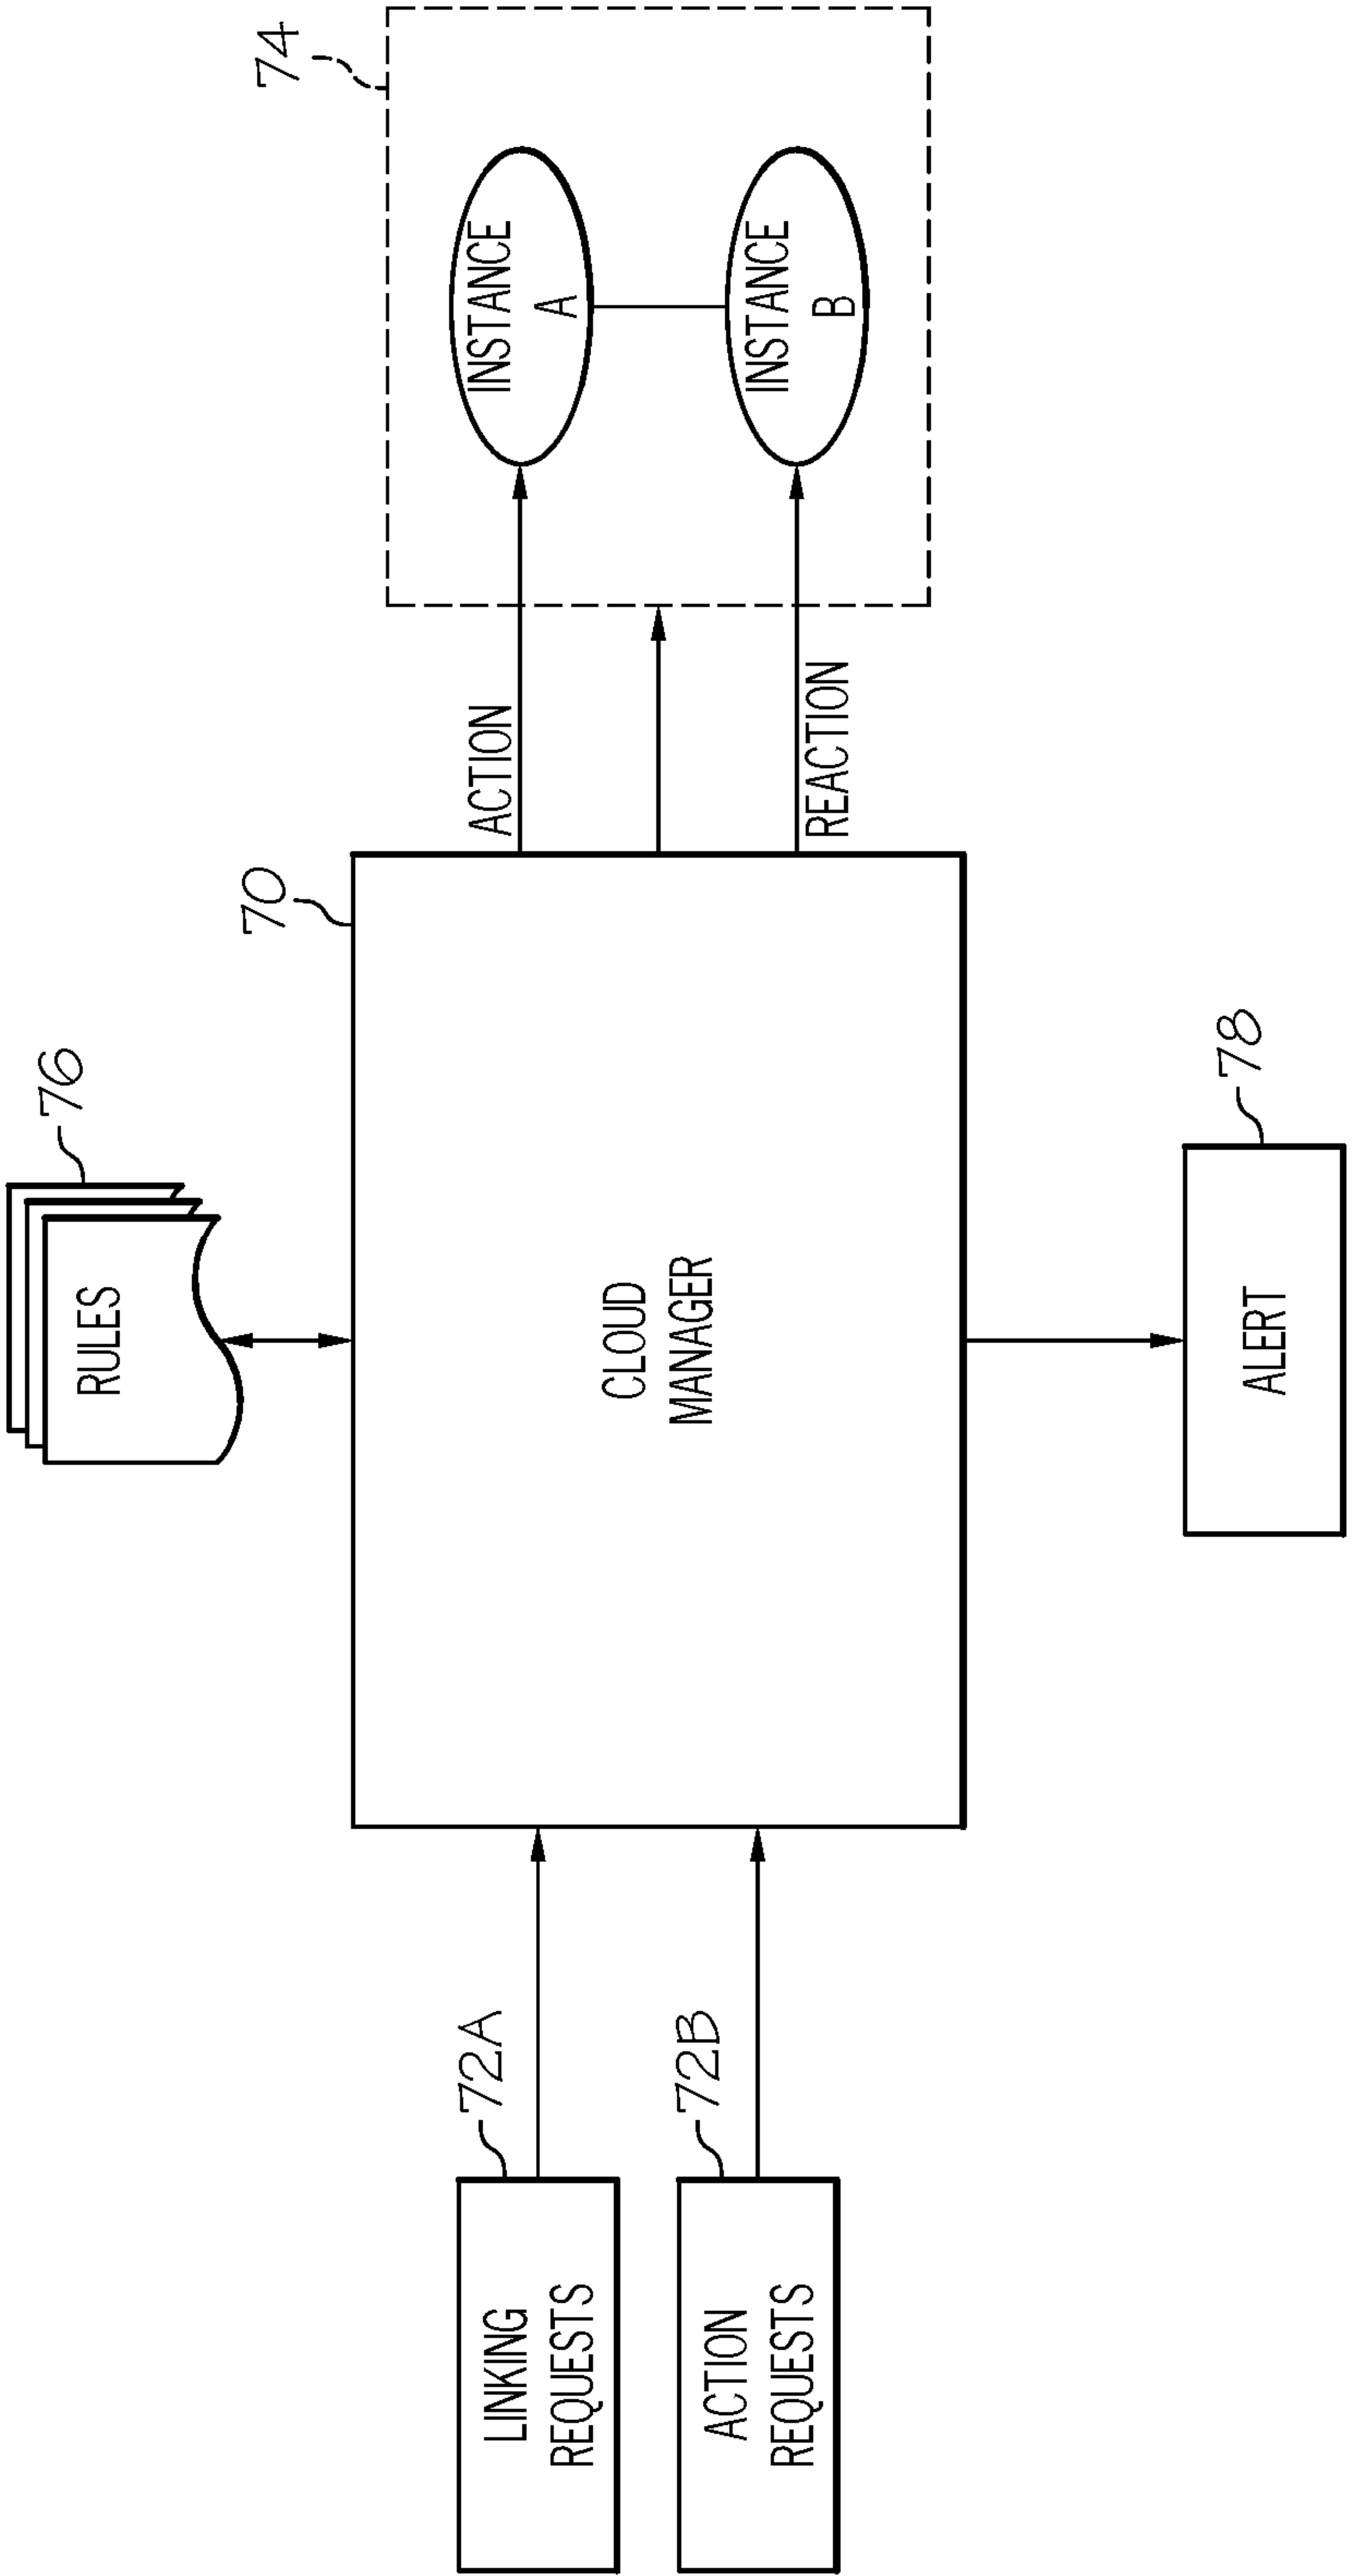 76
RULES
70
74
72A
LINKING
REQUESTS
72B
ACTION
REQUESTS
CLOUD
MANAGER
ACTION
REACTION
INSTANCE
A
INSTANCE
B
78
ALERT